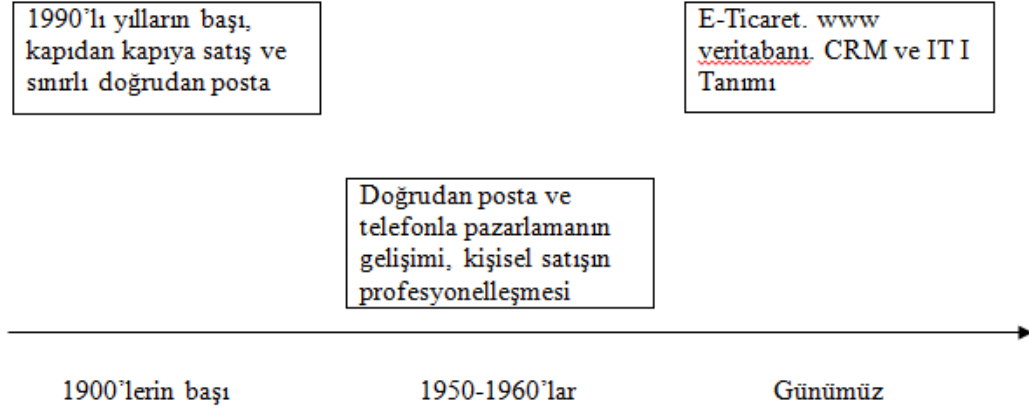 1990'lı yılların başı,
kapıdan kapıya satış ve
sınırlı doğrudan posta
E-Ticaret. www
veritabanı. CRM ve IT I
Tanımı
Doğrudan posta ve
telefonla pazarlamanın
gelişimi, kişisel satışın
profesyonelleşmesi
1900'lerin başı
1950-1960'lar
Günümüz